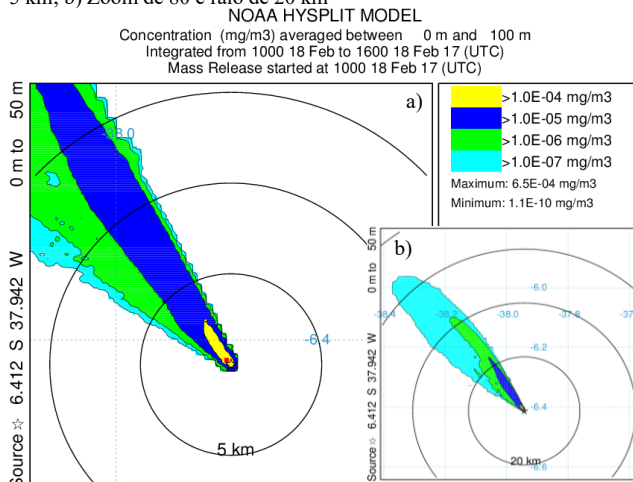 5 km; b) Zoom de 80 e raio de 20 km
NOAA HYSPLIT MODEL
Concentration (mg/m3) averaged between 0 m and 100 m
Integrated from 1000 18 Feb to 1600 18 Feb 17 (UTC)
Mass Release started at 1000 18 Feb 17 (UTC)
a)
-38.0
-6.4
5 km
Source ☆ 6.412 S 37.942 W 0 m to 50 m
>1.0E-04 mg/m3
>1.0E-05 mg/m3
>1.0E-06 mg/m3
>1.0E-07 mg/m3
Maximum: 6.5E-04 mg/m3
Minimum: 1.1E-10 mg/m3
b)
-6.0
-38.4
-38.2
-38.0
-37.8
-6.2
-6.4
20 km
-6.6
Source ☆ 6.412 S 37.942 W 0 m to 50 m